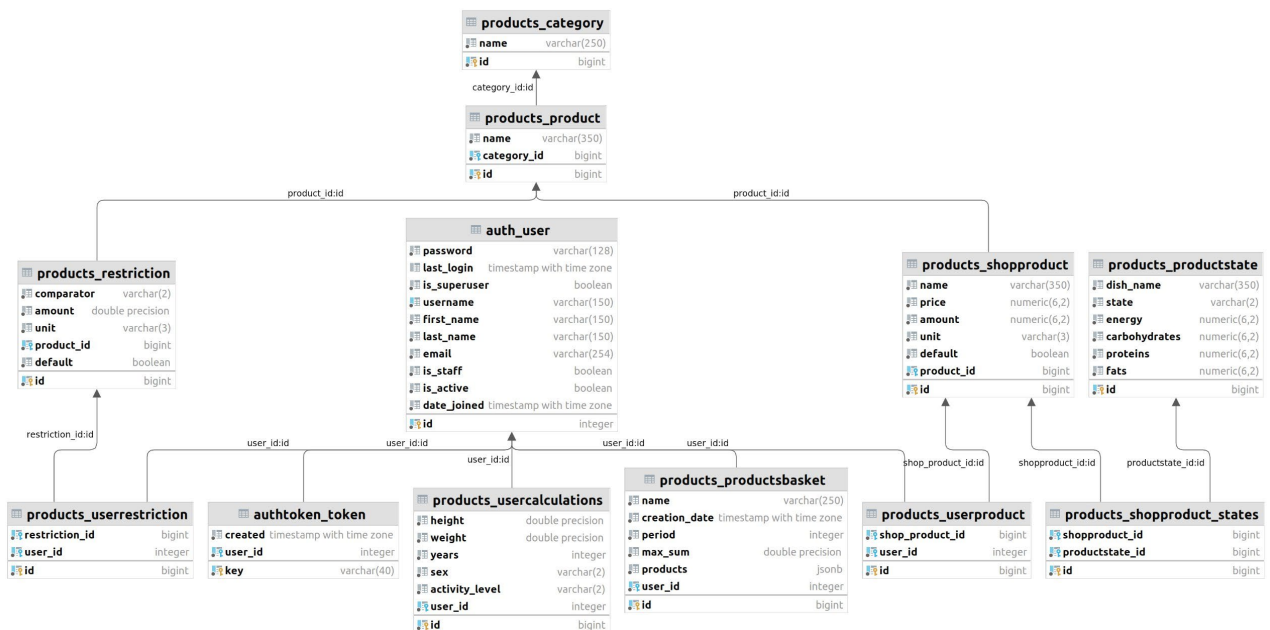 products_category
name varchar(250)
id bigint
category_id:id
products_product
name varchar(350)
category_id bigint
id bigint
product_id:id
product_id:id
products_restriction
comparator varchar(2)
amount double precision
unit varchar(3)
product_id bigint
default boolean
id bigint
auth_user
password varchar(128)
last_login timestamp with time zone
is_superuser boolean
username varchar(150)
first_name varchar(150)
last_name varchar(150)
email varchar(254)
is_staff boolean
is_active boolean
date_joined timestamp with time zone
id integer
products_shopproduct
name varchar(350)
price numeric(6,2)
amount numeric(6,2)
unit varchar(3)
default boolean
product_id bigint
id bigint
products_productstate
dish_name varchar(350)
state varchar(2)
energy numeric(6,2)
carbohydrates numeric(6,2)
proteins numeric(6,2)
fats numeric(6,2)
id bigint
restriction_id:id
user_id:id
user_id:id
user_id:id
user_id:id
user_id:id
shop_product_id:id
shopproduct_id:id
productstate_id:id
products_userrestriction
restriction_id bigint
user_id integer
id bigint
authtoken_token
created timestamp with time zone
user_id integer
key varchar(40)
products_usercalculations
height double precision
weight double precision
years integer
sex varchar(2)
activity_level varchar(2)
user_id integer
id bigint
products_productsbasket
name varchar(250)
creation_date timestamp with time zone
period integer
max_sum double precision
products jsonb
user_id integer
id bigint
products_userproduct
shop_product_id bigint
user_id integer
id bigint
products_shopproduct_states
shopproduct_id bigint
productstate_id bigint
id bigint